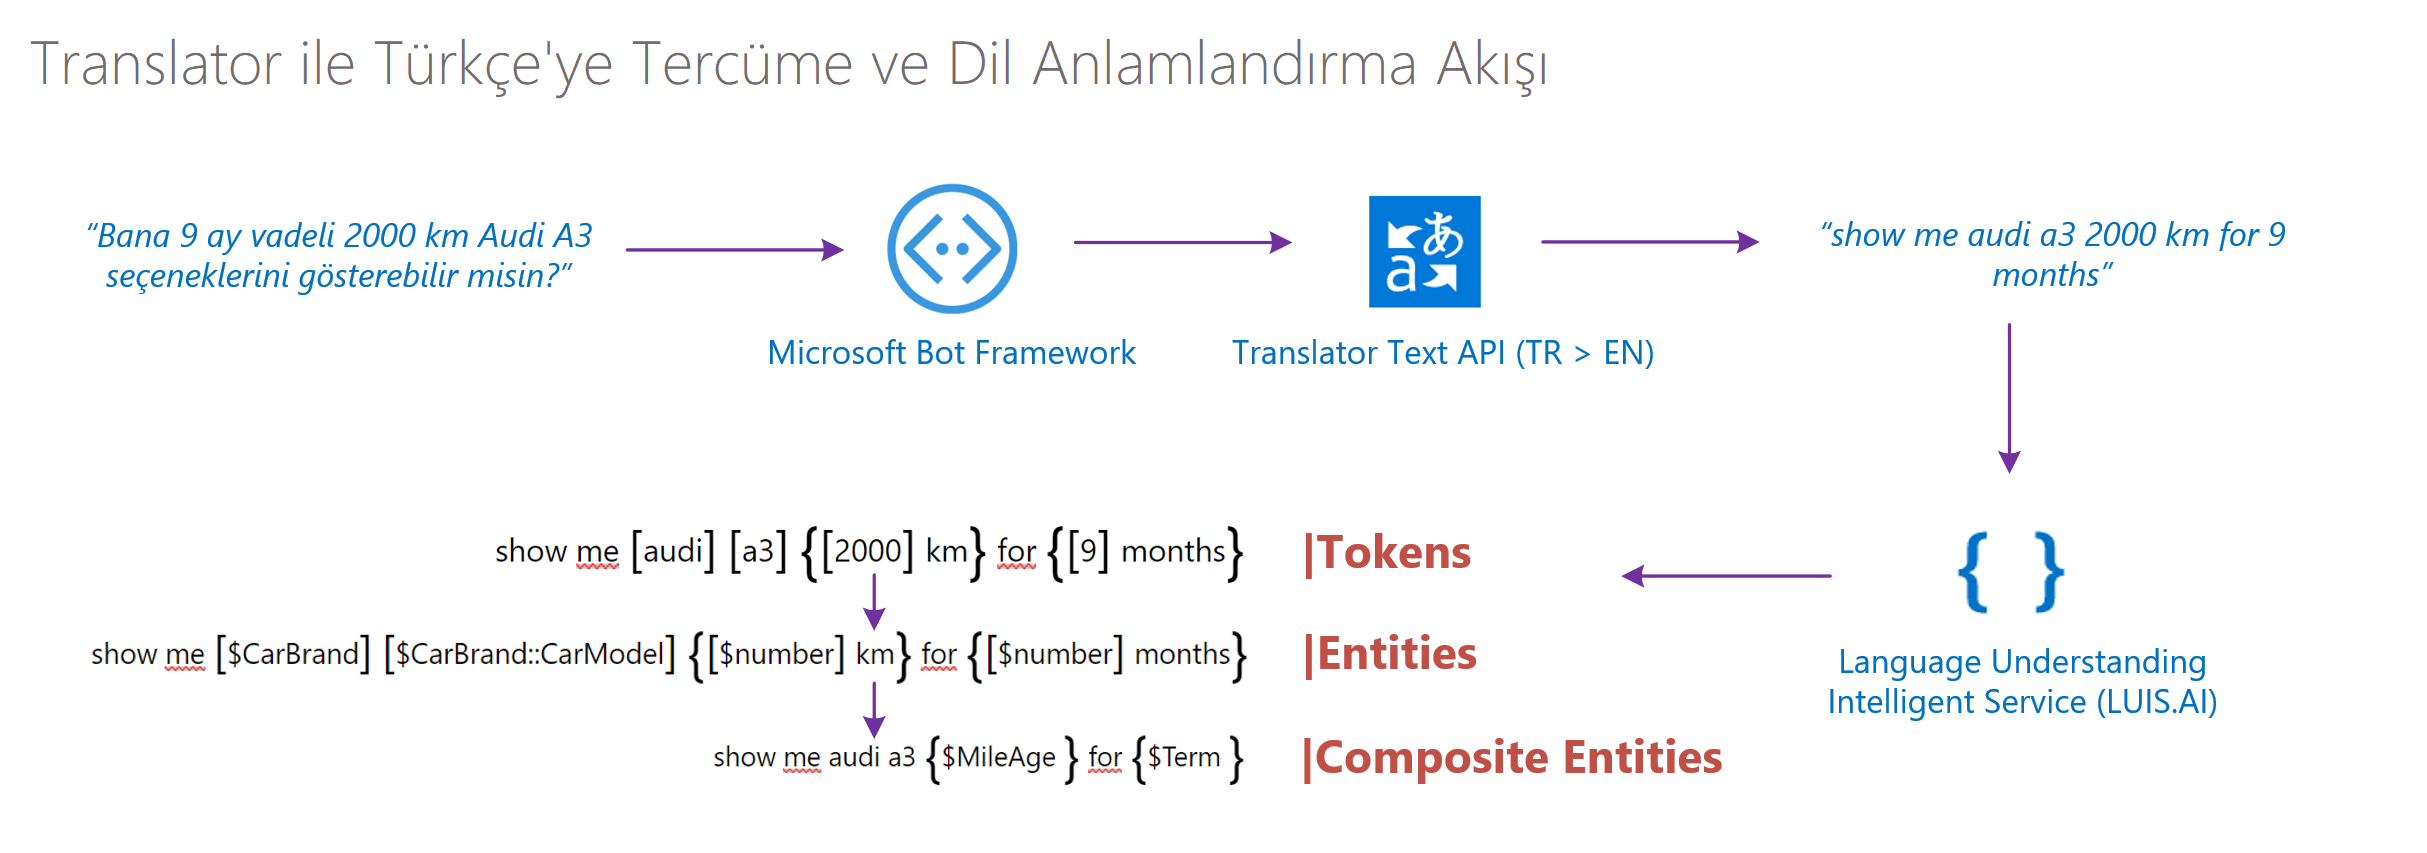 Translator ile Türkçe'ye Tercüme ve Dil Anlamlandırma Akışı
“Bana 9 ay vadeli 2000 km Audi A3
seçeneklerini gösterebilir misin?”
Microsoft Bot Framework
あ
a
Translator Text API (TR > EN)
“show me audi a3 2000 km for 9
months”
{ }
Language Understanding
Intelligent Service (LUIS.AI)
show me [audi] [a3] {[2000] km} for {[9] months}
|Tokens
show me [$CarBrand] [$CarBrand::CarModel] {[$number] km} for {[$number] months}
|Entities
show me audi a3 {$MileAge } for {$Term }
|Composite Entities